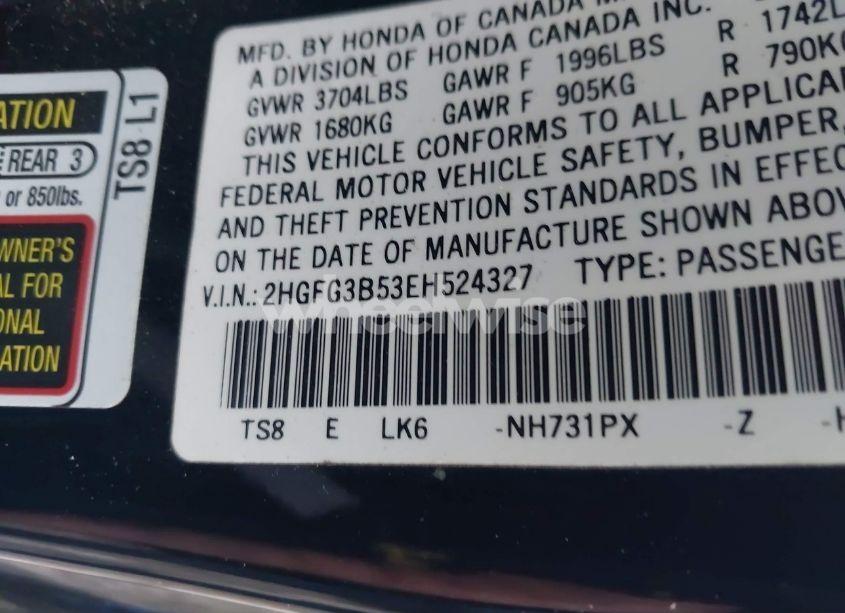 MFD. BY HONDA OF CANADA
A DIVISION OF HONDA CANADA INC.
GVWR 3704LBS GAWR F 1996LBS R 1742L
GVWR 1680KG GAWR F 905KG R 790KG
THIS VEHICLE CONFORMS TO ALL APPLICA
FEDERAL MOTOR VEHICLE SAFETY, BUMPER,
AND THEFT PREVENTION STANDARDS IN EFFEC
ON THE DATE OF MANUFACTURE SHOWN ABOV
V.I.N.: 2HGFG3B53EH524327 TYPE: PASSENGE
TS8 E LK6 -NH731PX -Z -H
ATION
REAR 3
or 850lbs.
WNER'S
AL FOR
ONAL
ATION
TS8 L1
wheelwise